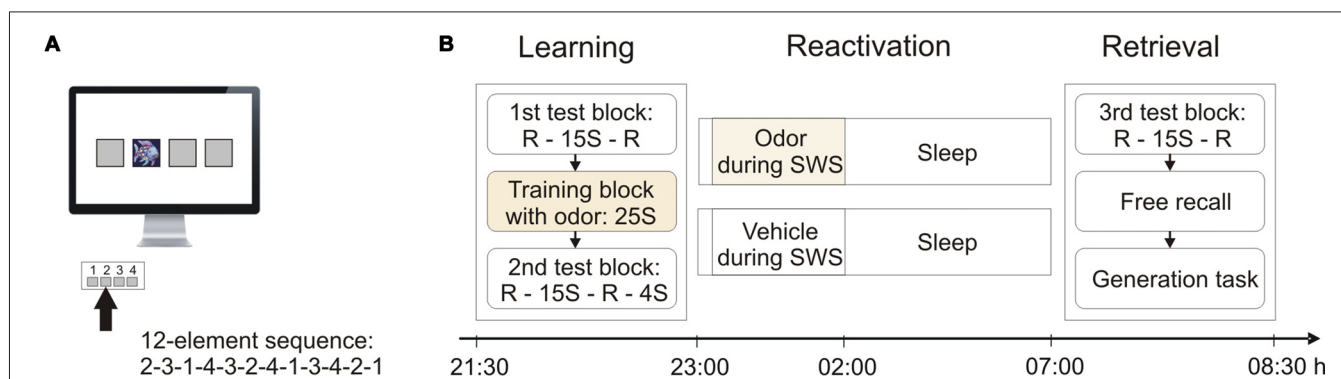 A
1 2 3 4
12-element sequence:
2-3-1-4-3-2-4-1-3-4-2-1
B
Learning
Reactivation
Retrieval
1st test block:
R - 15S - R
Training block
with odor: 25S
2nd test block:
R - 15S - R - 4S
Odor
during SWS
Sleep
Vehicle
during SWS
Sleep
3rd test block:
R - 15S - R
Free recall
Generation task
21:30
23:00
02:00
07:00
08:30 h